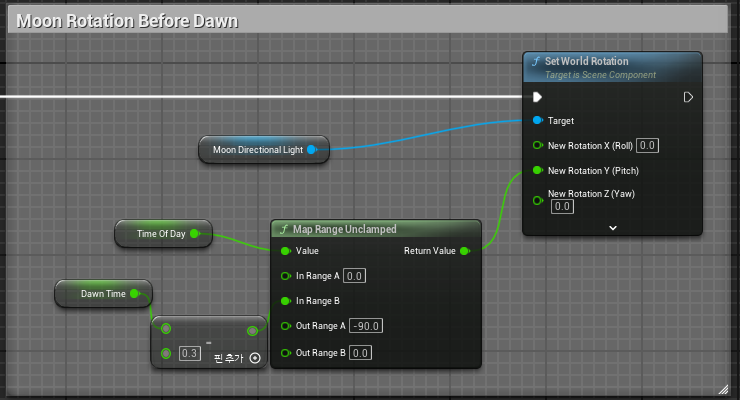 Moon Rotation Before Dawn
Set World Rotation
Target is Scene Component
Target
Moon Directional Light
New Rotation X (Roll) 0.0
New Rotation Y (Pitch)
New Rotation Z (Yaw)
0.0
Time Of Day
Map Range Unclamped
Value Return Value
In Range A 0.0
Dawn Time
In Range B
Out Range A -90.0
-
0.3
핀 추가
Out Range B 0.0